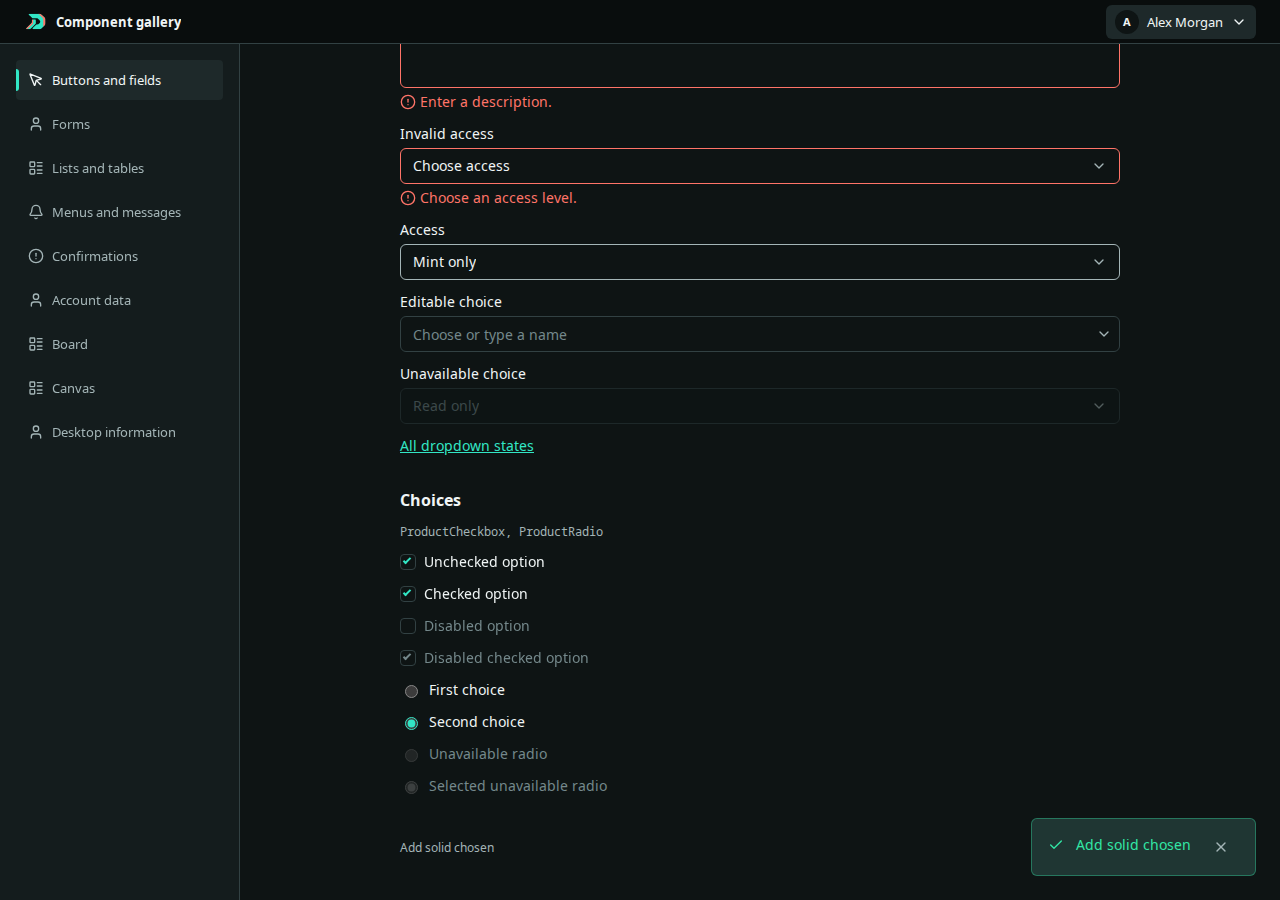 Component gallery
A
Alex Morgan
Buttons and fields
Forms
Lists and tables
Menus and messages
Confirmations
Account data
Board
Canvas
Desktop information
Enter a description.
Invalid access
Choose access
Choose an access level.
Access
Mint only
Editable choice
Choose or type a name
Unavailable choice
Read only
All dropdown states
Choices
ProductCheckbox, ProductRadio
Unchecked option
Checked option
Disabled option
Disabled checked option
First choice
Second choice
Unavailable radio
Selected unavailable radio
Add solid chosen
Add solid chosen